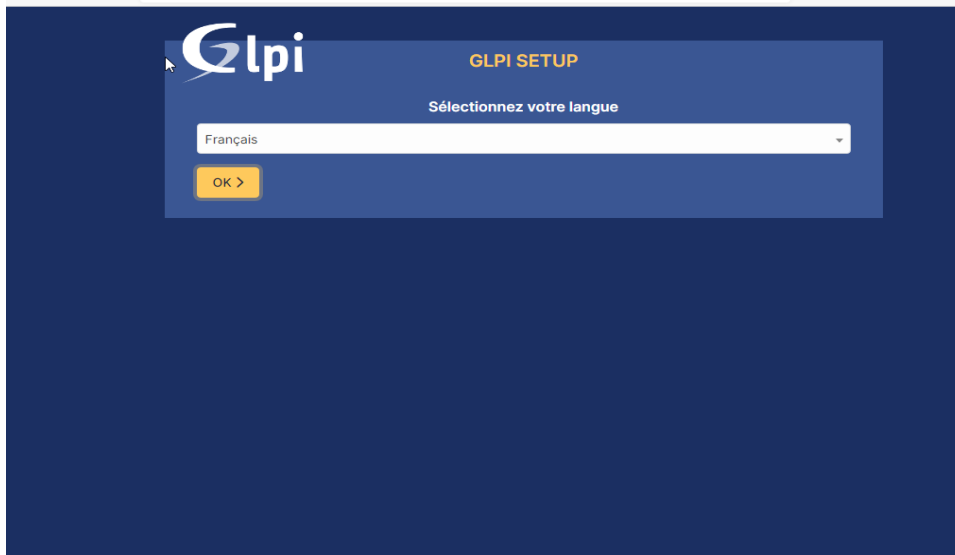 Glpi
GLPI SETUP
Sélectionnez votre langue
Français
OK >